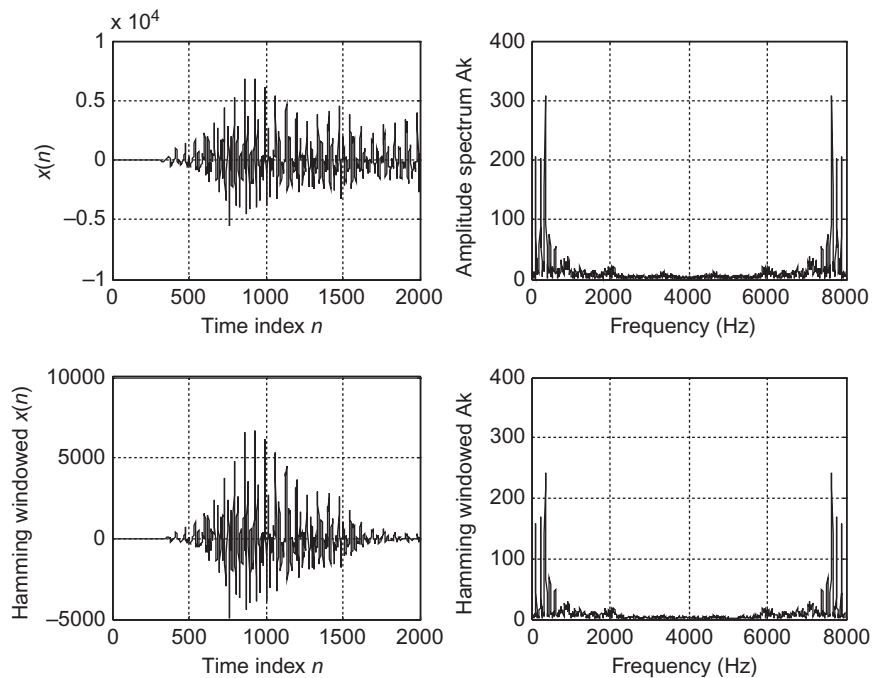 x 10⁴
1
0.5
0
–0.5
–1
x(n)
0 500 1000 1500 2000
Time index n
400
300
200
100
0
Amplitude spectrum Ak
0 2000 4000 6000 8000
Frequency (Hz)
10000
5000
0
–5000
Hamming windowed x(n)
0 500 1000 1500 2000
Time index n
400
300
200
100
0
Hamming windowed Ak
0 2000 4000 6000 8000
Frequency (Hz)